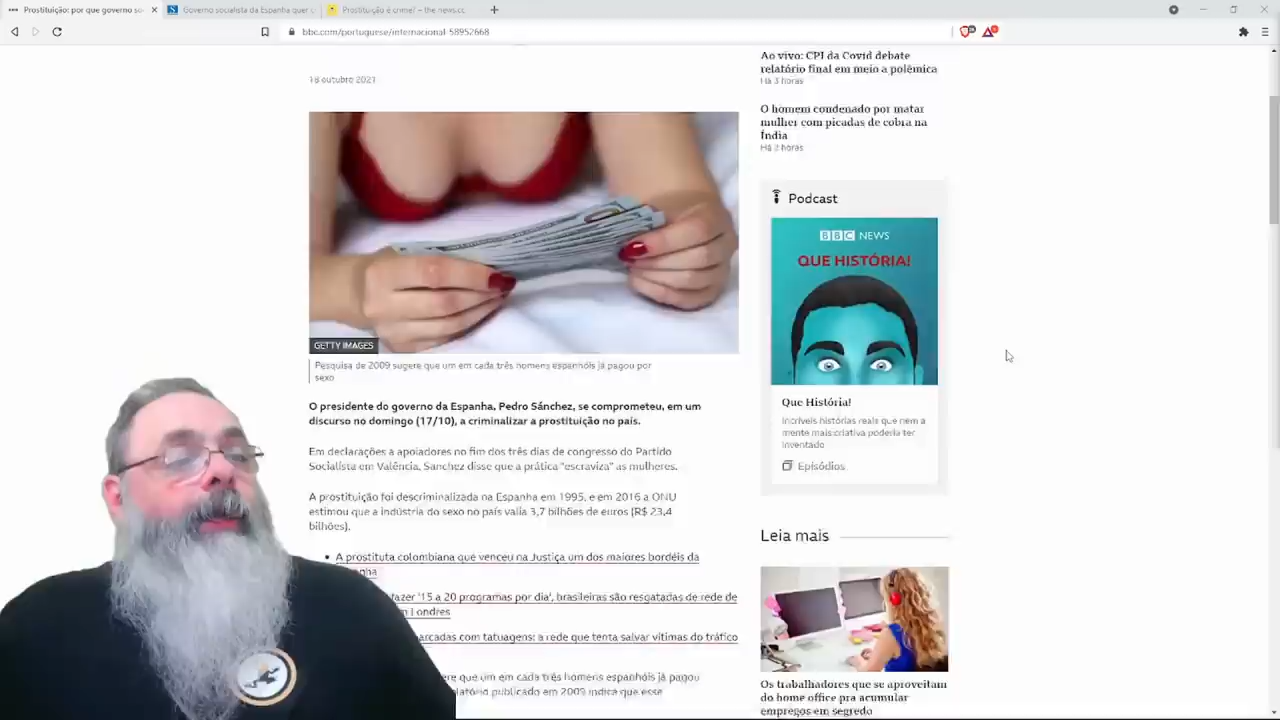 Prostituição: por que governo so
Governo socialista da Espanha quer c
Prostituição é crime? – the news.cc
bbc.com/portuguese/internacional-58952668
18 outubro 2021
GETTY IMAGES
Pesquisa de 2009 sugere que um em cada três homens espanhóis já pagou por
sexo
O presidente do governo da Espanha, Pedro Sánchez, se comprometeu, em um
discurso no domingo (17/10), a criminalizar a prostituição no país.
Em declarações a apoiadores no fim dos três dias de congresso do Partido
Socialista em Valência, Sanchez disse que a prática "escraviza" as mulheres.
A prostituição foi descriminalizada na Espanha em 1995, e em 2016 a ONU
estimou que a indústria do sexo no país valia 3,7 bilhões de euros (R$ 23,4
bilhões).
A prostituta colombiana que venceu na Justiça um dos maiores bordéis da
fazer '15 a 20 programas por dia', brasileiras são resgatadas de rede de
Londres
arcadas com tatuagens: a rede que tenta salvar vítimas do tráfico
ere que um em cada três homens espanhóis já pagou
latório publicado em 2009 indica que esse
Ao vivo: CPI da Covid debate
relatório final em meio a polêmica
Há 3 horas
O homem condenado por matar
mulher com picadas de cobra na
Índia
Há 2 horas
Podcast
BBC NEWS
QUE HISTÓRIA!
Que História!
Incríveis histórias reais que nem a
mente mais criativa poderia ter
inventado
Episódios
Leia mais
Os trabalhadores que se aproveitam
do home office pra acumular
empregos em segredo